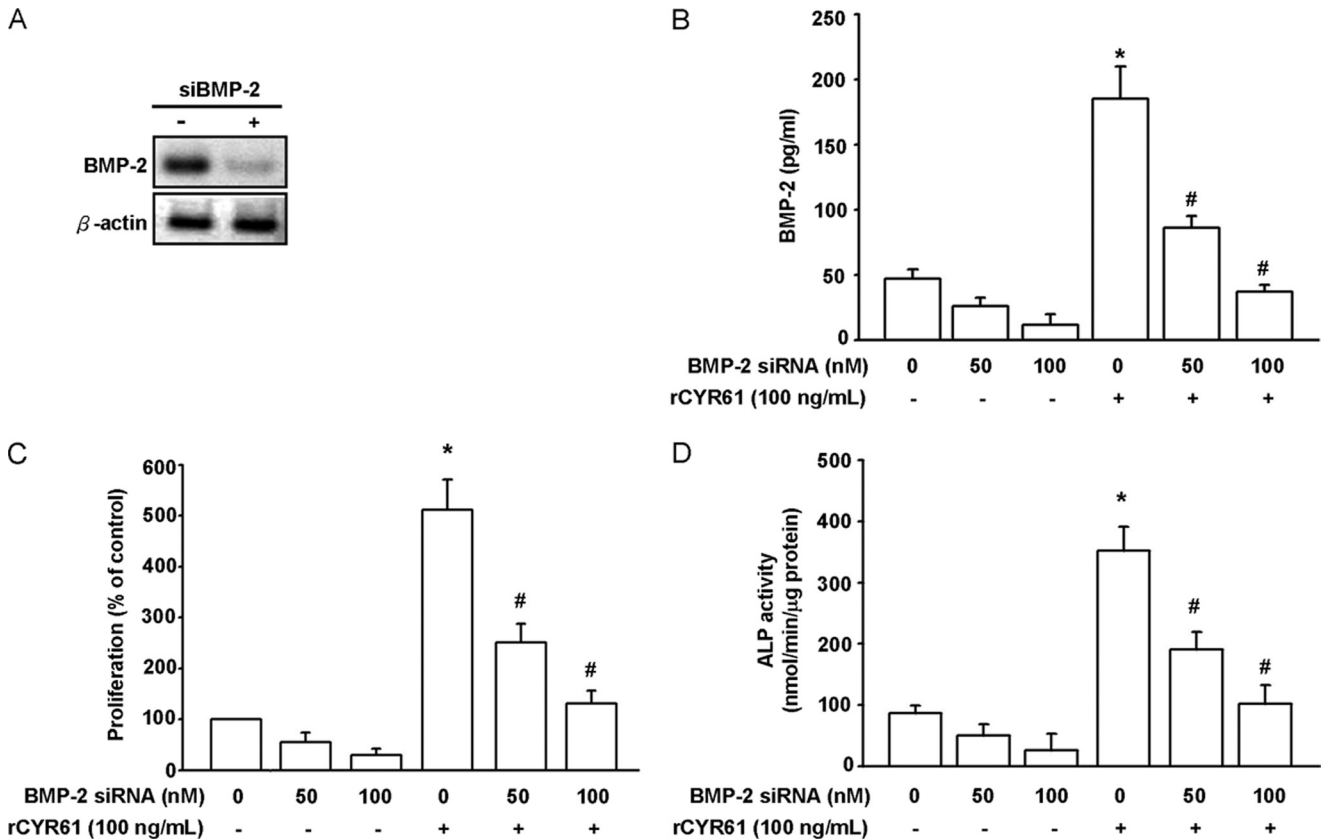 A
siBMP-2
- +
BMP-2
β-actin
B
250
200
150
100
50
0
BMP-2 (pg/ml)
*
#
#
BMP-2 siRNA (nM) 0 50 100 0 50 100
rCYR61 (100 ng/mL) - - - + + +
C
600
500
400
300
200
100
0
Proliferation (% of control)
*
#
#
BMP-2 siRNA (nM) 0 50 100 0 50 100
rCYR61 (100 ng/mL) - - - + + +
D
500
400
300
200
100
0
ALP activity
(nmol/min/μg protein)
*
#
#
BMP-2 siRNA (nM) 0 50 100 0 50 100
rCYR61 (100 ng/mL) - - - + + +